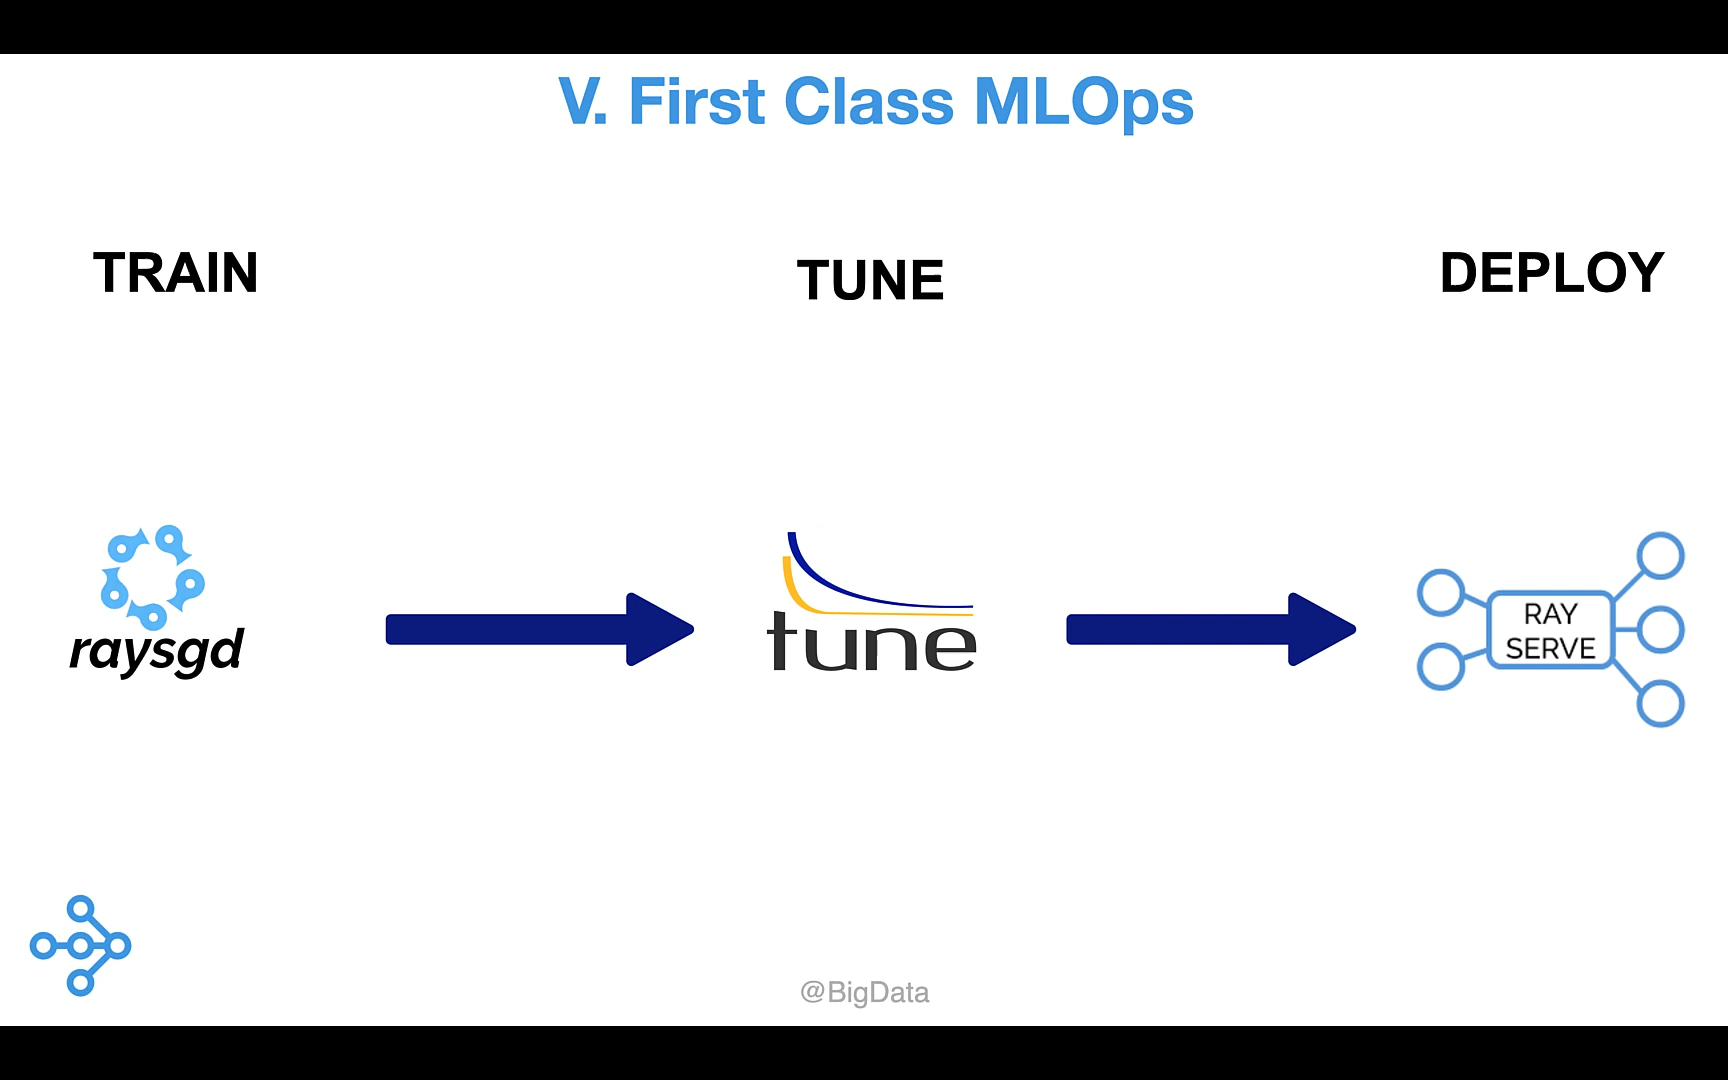 V. First Class MLOps
TRAIN
TUNE
DEPLOY
raysgd
tune
RAY
SERVE
@BigData